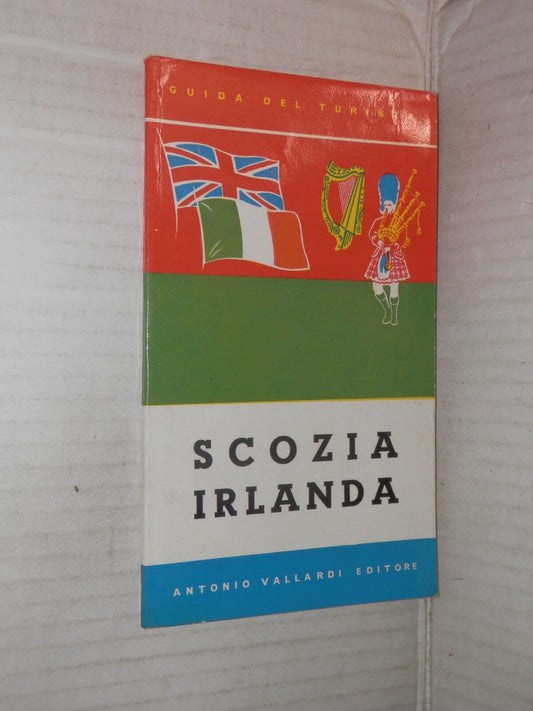 GUIDA DEL TURIS
SCOZIA
IRLANDA
ANTONIO VALLARDI EDITORE